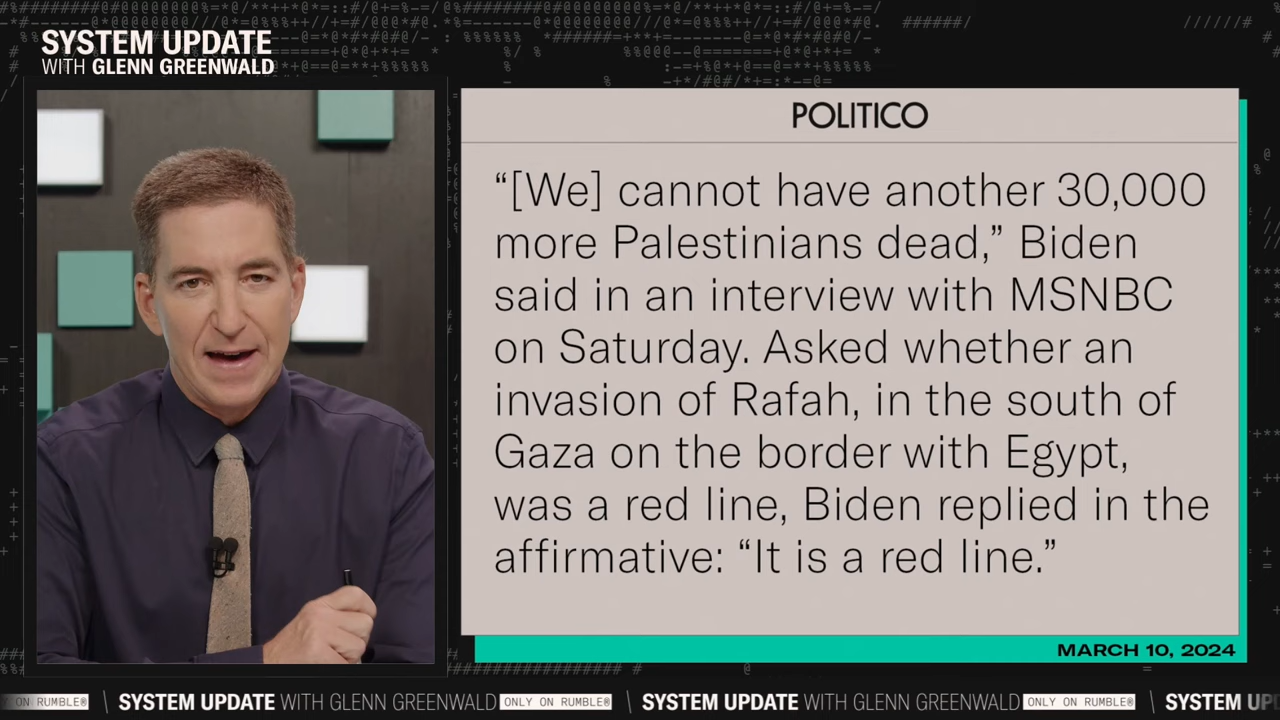 SYSTEM UPDATE
WITH GLENN GREENWALD
POLITICO
“[We] cannot have another 30,000
more Palestinians dead,” Biden
said in an interview with MSNBC
on Saturday. Asked whether an
invasion of Rafah, in the south of
Gaza on the border with Egypt,
was a red line, Biden replied in the
affirmative: “It is a red line.”
MARCH 10, 2024
ON RUMBLE® SYSTEM UPDATE WITH GLENN GREENWALD ONLY ON RUMBLE® SYSTEM UPDATE WITH GLENN GREENWALD ONLY ON RUMBLE® SYSTEM UP